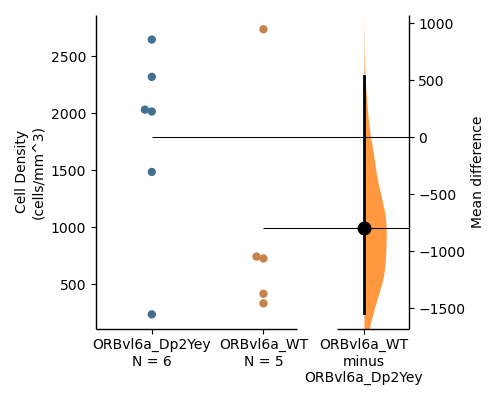 Cell Density
(cells/mm^3)
2500
2000
1500
1000
500
1000
500
0
−500
−1000
−1500
Mean difference
ORBvl6a_Dp2Yey
N = 6
ORBvl6a_WT
N = 5
ORBvl6a_WT
minus
ORBvl6a_Dp2Yey